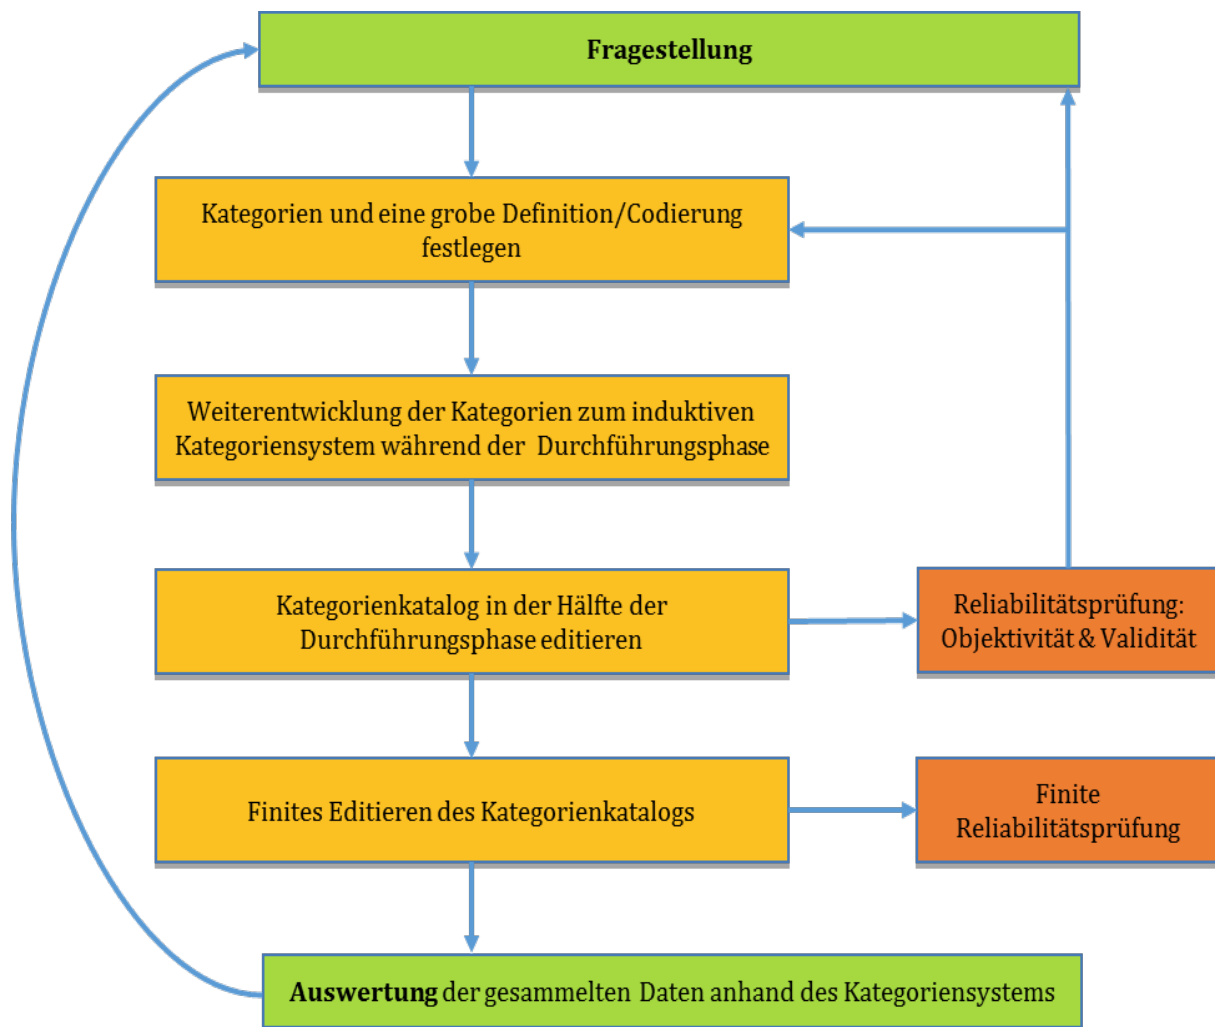 Fragestellung
Kategorien und eine grobe Definition/Codierung
festlegen
Weiterentwicklung der Kategorien zum induktiven
Kategoriensystem während der Durchführungsphase
Kategorienkatalog in der Hälfte der
Durchführungsphase editieren
Reliabilitätsprüfung:
Objektivität & Validität
Finites Editieren des Kategorienkatalogs
Finite
Reliabilitätsprüfung
Auswertung der gesammelten Daten anhand des Kategoriensystems